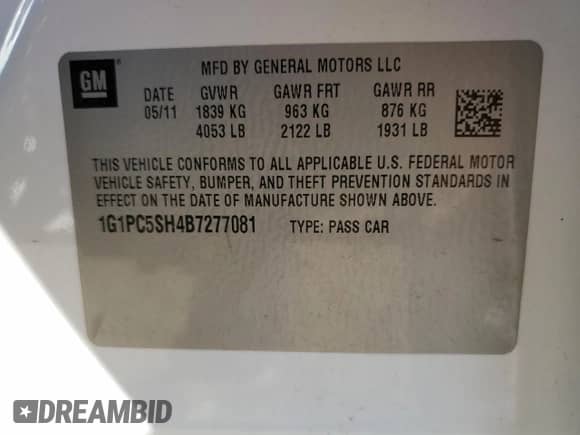 GM
MFD BY GENERAL MOTORS LLC
DATE GVWR GAWR FRT GAWR RR
05/11 1839 KG 963 KG 876 KG
4053 LB 2122 LB 1931 LB
THIS VEHICLE CONFORMS TO ALL APPLICABLE U.S. FEDERAL MOTOR
VEHICLE SAFETY, BUMPER, AND THEFT PREVENTION STANDARDS IN
EFFECT ON THE DATE OF MANUFACTURE SHOWN ABOVE.
1G1PC5SH4B7277081 TYPE: PASS CAR
DREAMBID